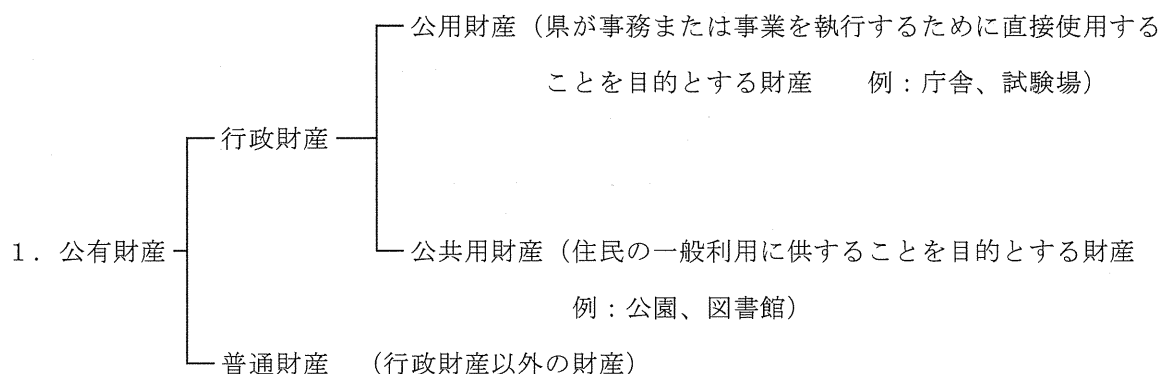 公用財産（県が事務または事業を執行するために直接使用する
ことを目的とする財産　　例：庁舎、試験場）
行政財産
1．公有財産
公共用財産（住民の一般利用に供することを目的とする財産
例：公園、図書館）
普通財産　（行政財産以外の財産）